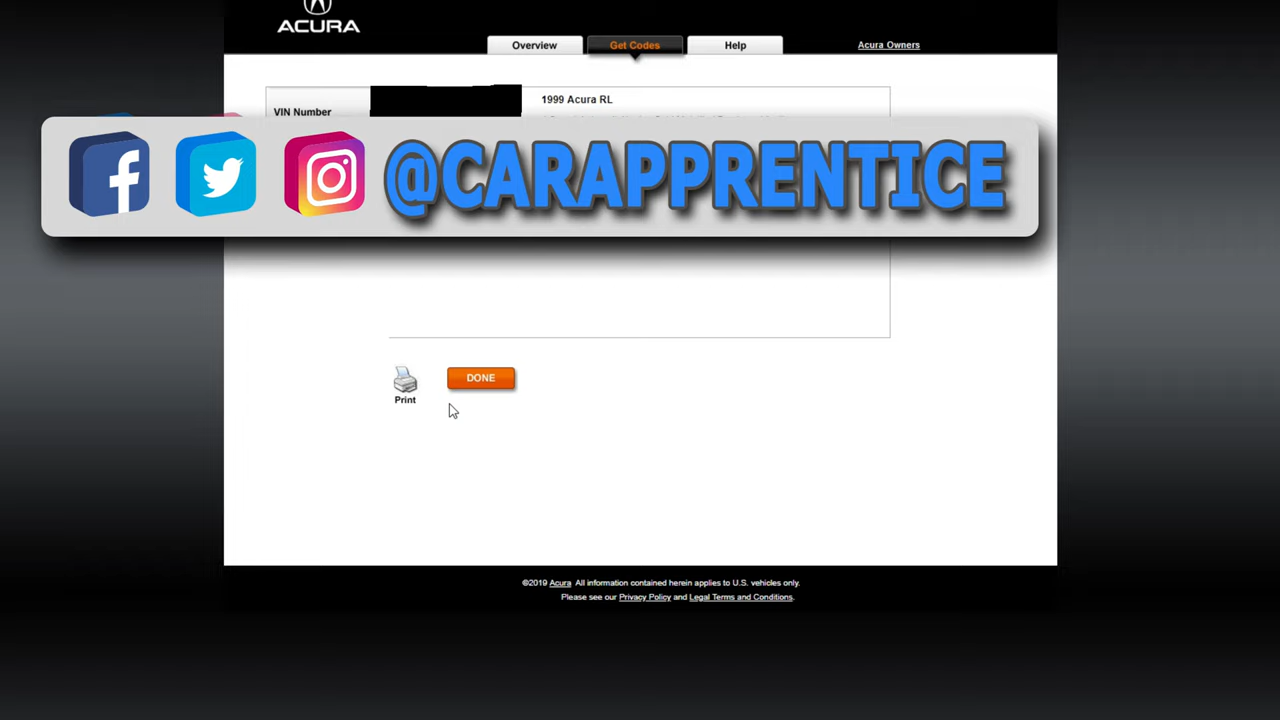 ACURA
Overview
Get Codes
Help
Acura Owners
VIN Number
1999 Acura RL
@CARAPPRENTICE
Print
DONE
©2019 Acura All information contained herein applies to U.S. vehicles only.
Please see our Privacy Policy and Legal Terms and Conditions.